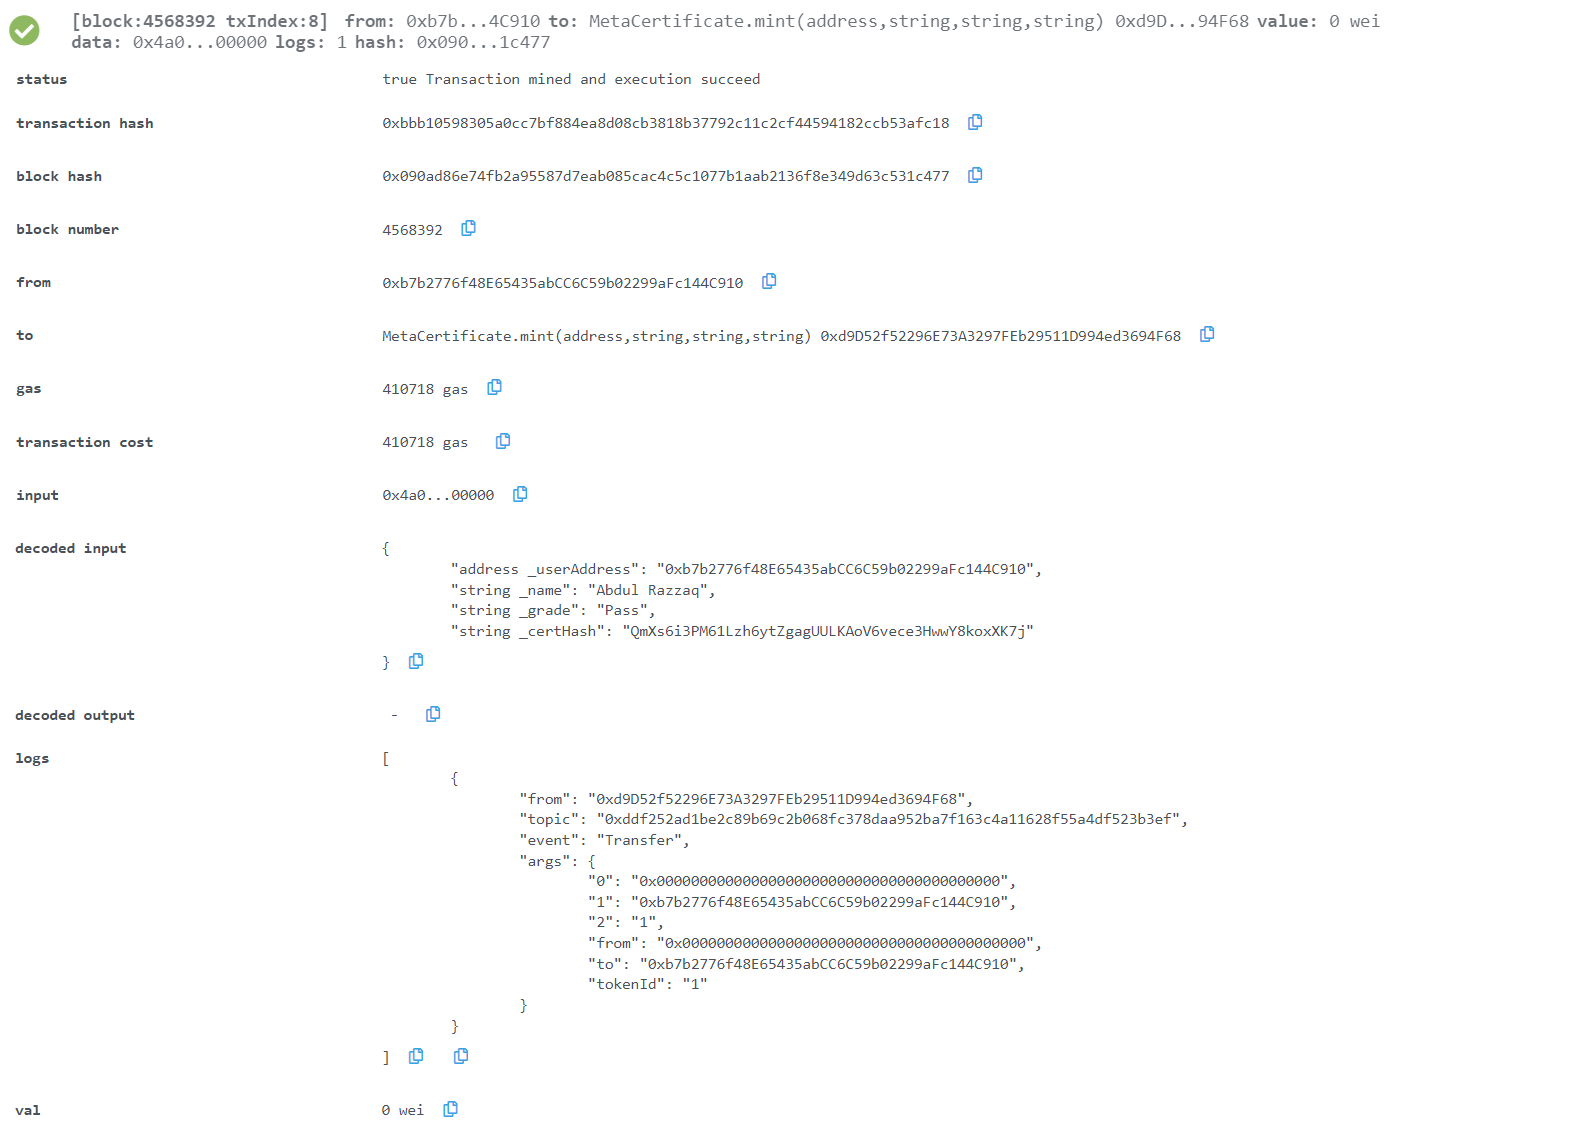 [block:4568392 txIndex:8] from: 0xb7b...4C910 to: MetaCertificate.mint(address,string,string,string) 0xd9D...94F68 value: 0 wei
data: 0x4a0...00000 logs: 1 hash: 0x090...1c477
status true Transaction mined and execution succeed
transaction hash 0xbbb10598305a0cc7bf884ea8d08cb3818b37792c11c2cf44594182ccb53afc18
block hash 0x090ad86e74fb2a95587d7eab085cac4c5c1077b1aab2136f8e349d63c531c477
block number 4568392
from 0xb7b2776f48E65435abCC6C59b02299aFc144C910
to MetaCertificate.mint(address,string,string,string) 0xd9D52f52296E73A3297FEb29511D994ed3694F68
gas 410718 gas
transaction cost 410718 gas
input 0x4a0...00000
decoded input {
"address _userAddress": "0xb7b2776f48E65435abCC6C59b02299aFc144C910",
"string _name": "Abdul Razzaq",
"string _grade": "Pass",
"string _certHash": "QmXs6i3PM61Lzh6ytZgagUULKAoV6vece3HwwY8koxXK7j"
}
decoded output -
logs [
{
"from": "0xd9D52f52296E73A3297FEb29511D994ed3694F68",
"topic": "0xddf252ad1be2c89b69c2b068fc378daa952ba7f163c4a11628f55a4df523b3ef",
"event": "Transfer",
"args": {
"0": "0x0000000000000000000000000000000000000000",
"1": "0xb7b2776f48E65435abCC6C59b02299aFc144C910",
"2": "1",
"from": "0x0000000000000000000000000000000000000000",
"to": "0xb7b2776f48E65435abCC6C59b02299aFc144C910",
"tokenId": "1"
}
}
]
val 0 wei